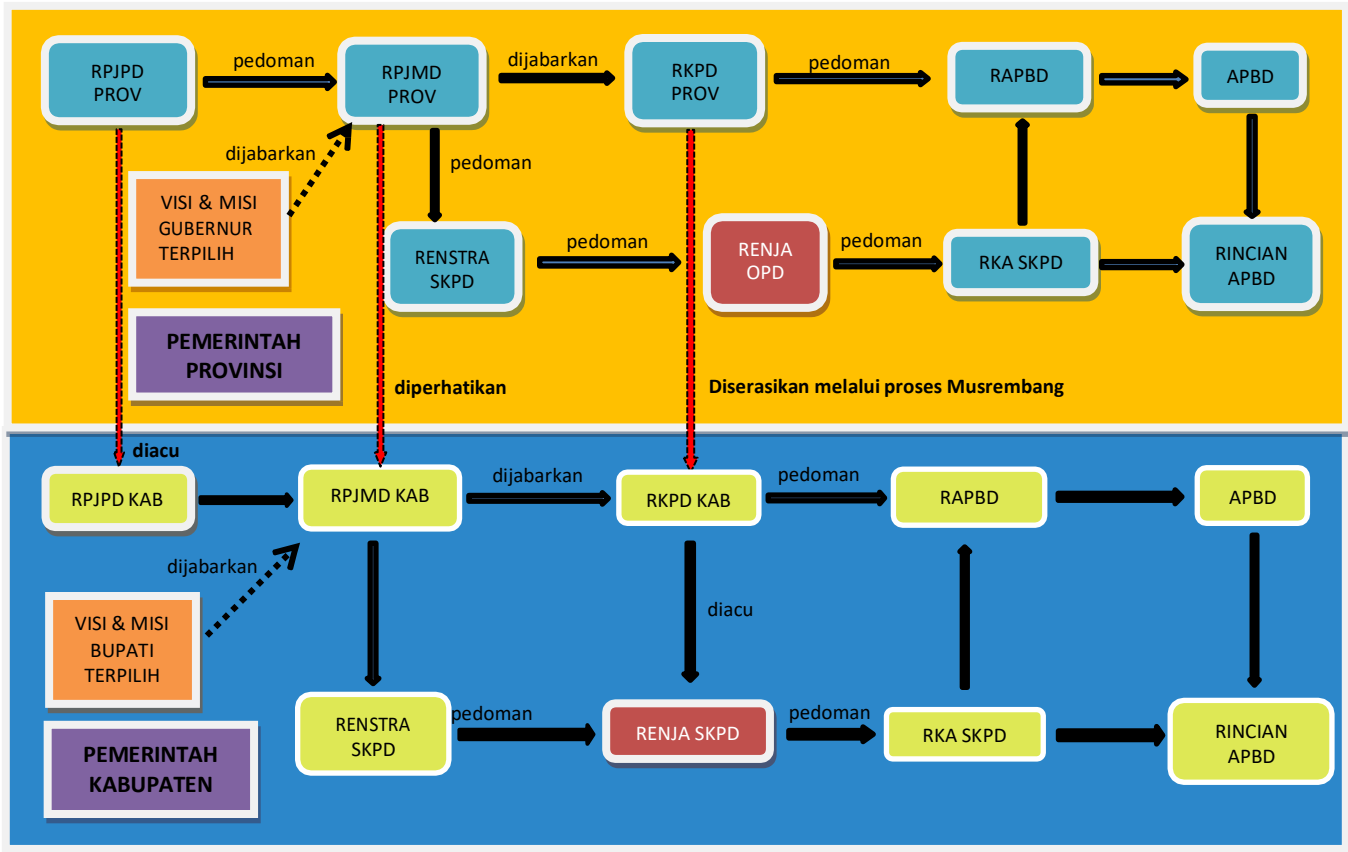 RPJPD
PROV
pedoman
RPJMD
PROV
dijabarkan
RKPD
PROV
pedoman
RAPBD
APBD
dijabarkan
pedoman
VISI & MISI
GUBERNUR
TERPILIH
RENSTRA
SKPD
pedoman
RENJA
OPD
pedoman
RKA SKPD
RINCIAN
APBD
PEMERINTAH
PROVINSI
diperhatikan
Diserasikan melalui proses Musrembang
diacu
RPJPD KAB
RPJMD KAB
dijabarkan
RKPD KAB
pedoman
RAPBD
APBD
dijabarkan
diacu
VISI & MISI
BUPATI
TERPILIH
RENSTRA
SKPD
pedoman
RENJA SKPD
pedoman
RKA SKPD
RINCIAN
APBD
PEMERINTAH
KABUPATEN